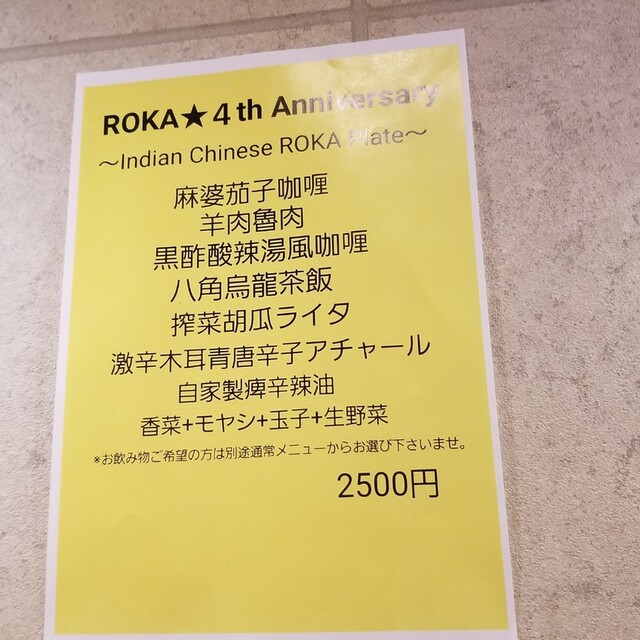 ROKA★４th Anniversary
〜Indian Chinese ROKA Plate〜
麻婆茄子咖喱
羊肉魯肉
黒酢酸辣湯風咖喱
八角烏龍茶飯
搾菜胡瓜ライタ
激辛木耳青唐辛子アチャール
自家製痺辛辣油
香菜+モヤシ+玉子+生野菜
*お飲み物ご希望の方は別途通常メニューからお選び下さいませ。
2500円